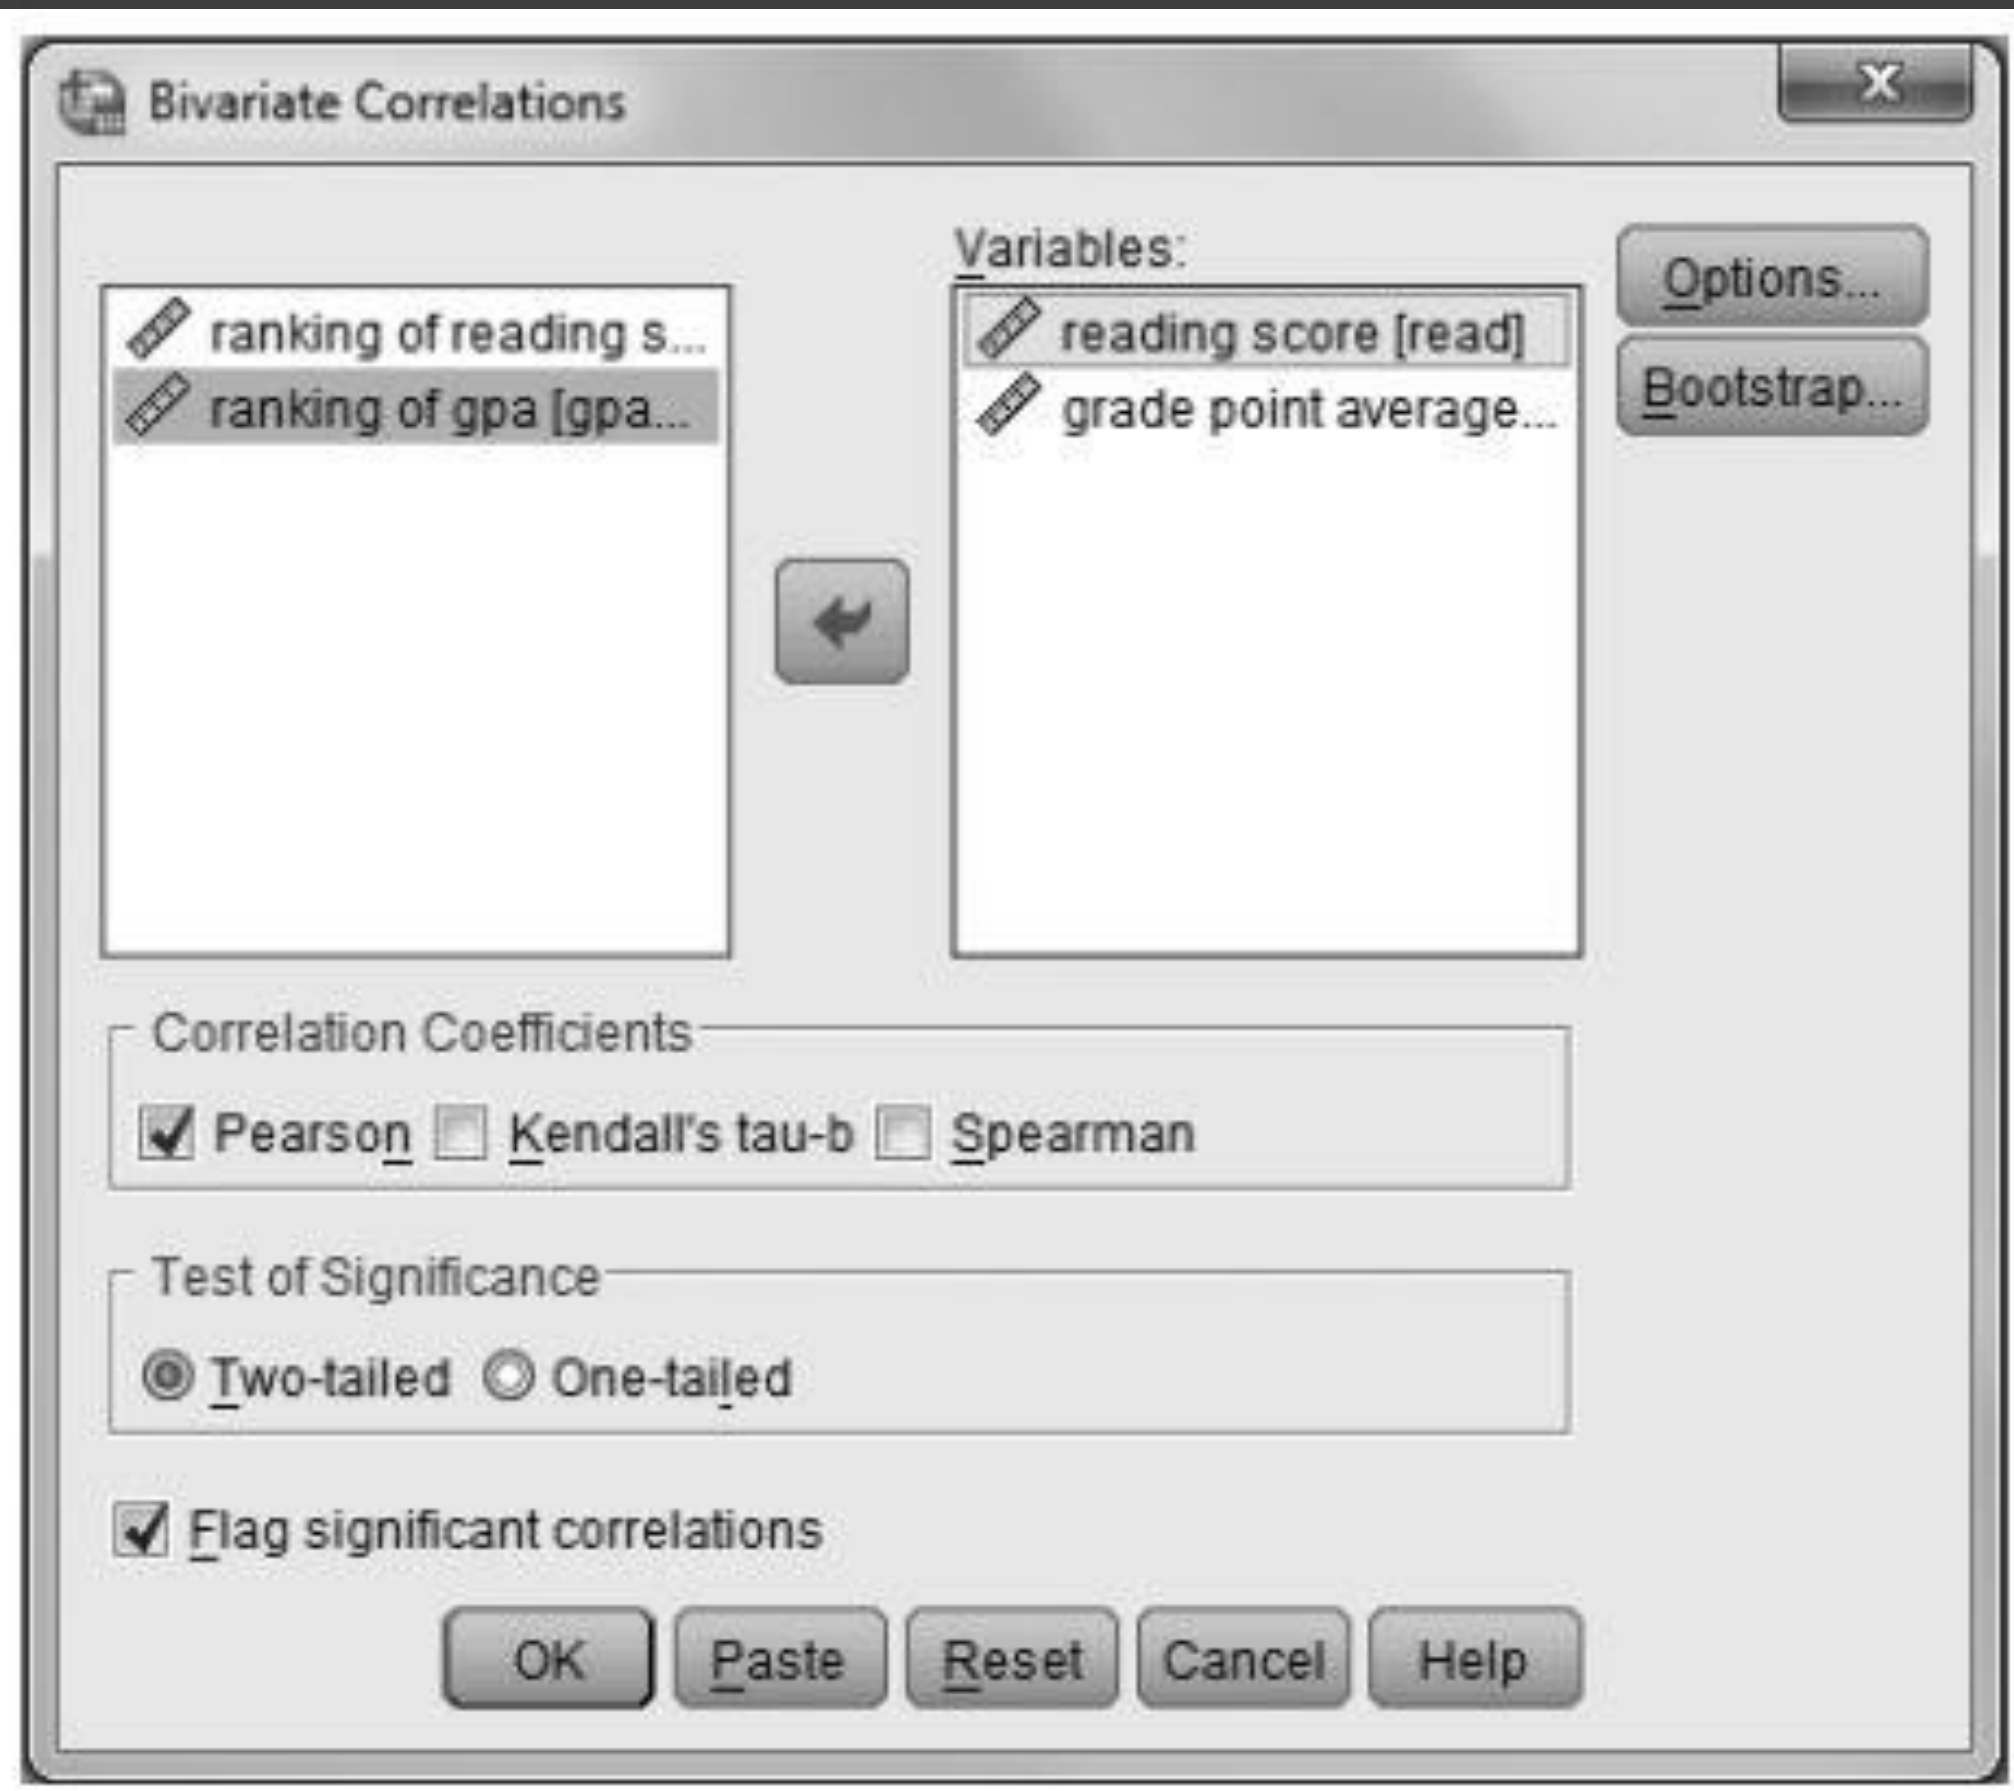 Bivariate Correlations
X
Variables:
ranking of reading s...
ranking of gpa [gpa...
reading score [read]
grade point average...
Options...
Bootstrap...
Correlation Coefficients
Pearson Kendall's tau-b Spearman
Test of Significance
Two-tailed One-tailed
Flag significant correlations
OK Paste Reset Cancel Help